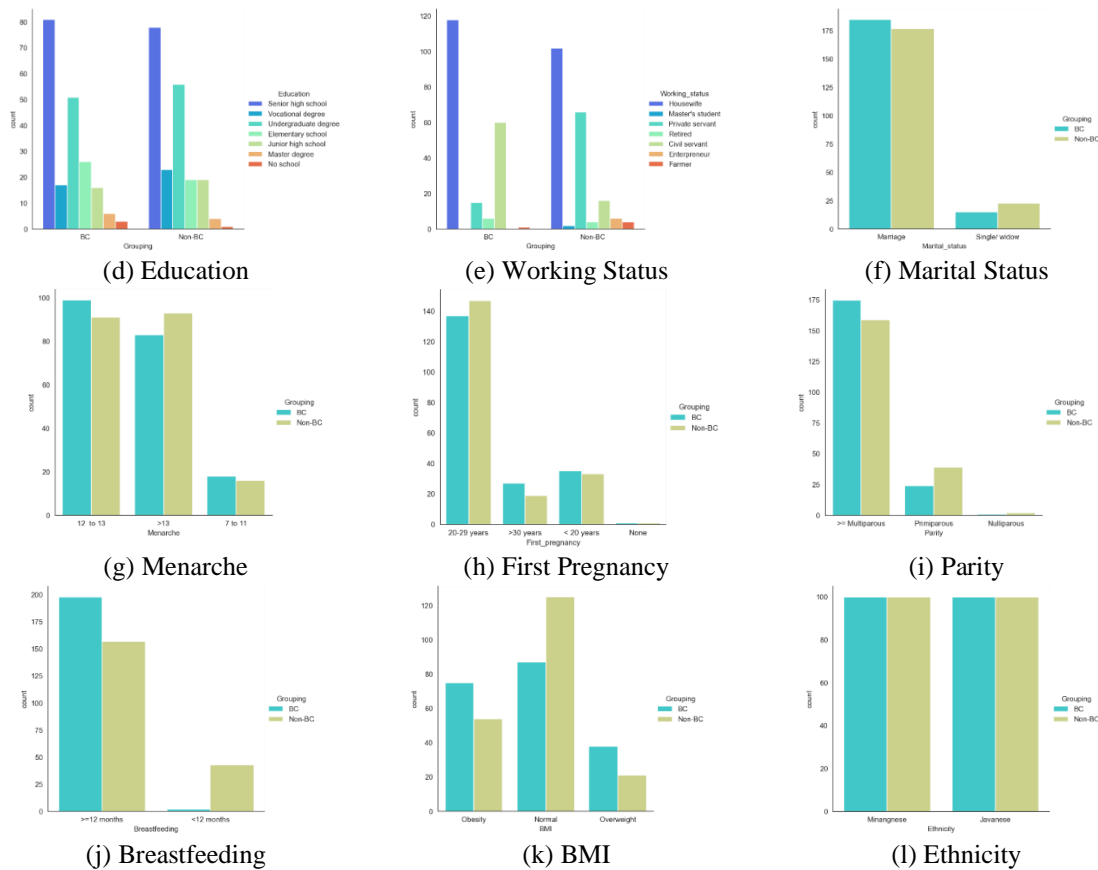 80
70
60
50
40
30
20
10
0
count
BC
Non-BC
Grouping
Education
Senior high school
Vocational degree
Undergraduate degree
Elementary school
Junior high school
Master degree
No school
(d) Education
120
100
80
60
40
20
0
count
BC
Non-BC
Grouping
Working_status
Housewife
Master's student
Private servant
Retired
Civil servant
Enterpreneur
Farmer
(e) Working Status
175
150
125
100
75
50
25
0
count
Marriage
Single/ widow
Marital_status
Grouping
BC
Non-BC
(f) Marital Status
100
80
60
40
20
0
count
12 to 13
>13
7 to 11
Menarche
Grouping
BC
Non-BC
(g) Menarche
140
120
100
80
60
40
20
0
count
20-29 years
>30 years
< 20 years
None
First_pregnancy
Grouping
BC
Non-BC
(h) First Pregnancy
175
150
125
100
75
50
25
0
count
>= Multiparous
Primiparous
Nulliparous
Parity
Grouping
BC
Non-BC
(i) Parity
200
175
150
125
100
75
50
25
0
count
>=12 months
<12 months
Breastfeeding
Grouping
BC
Non-BC
(j) Breastfeeding
120
100
80
60
40
20
0
count
Obesity
Normal
Overweight
BMI
Grouping
BC
Non-BC
(k) BMI
100
80
60
40
20
0
count
Minangnese
Javanese
Ethnicity
Grouping
BC
Non-BC
(l) Ethnicity